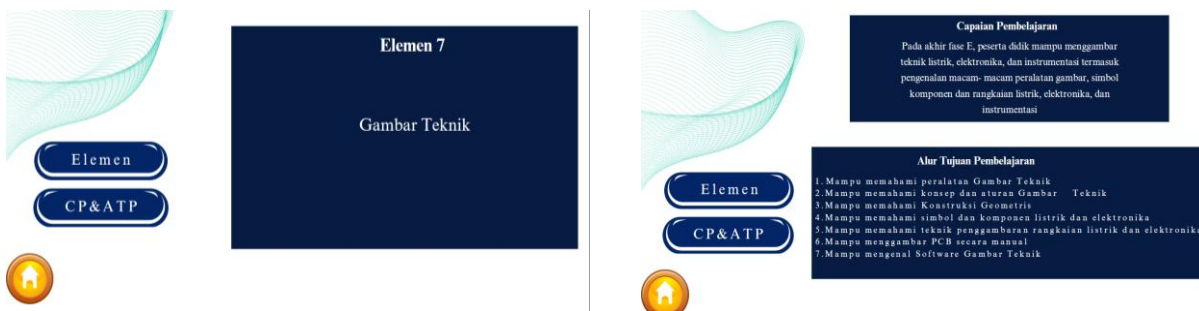 Elemen 7
Gambar Teknik
Elemen
CP&ATP
Capaian Pembelajaran
Pada akhir fase E, peserta didik mampu menggambar
teknik listrik, elektronika, dan instrumentasi termasuk
pengenalan macam- macam peralatan gambar, simbol
komponen dan rangkaian listrik, elektronika, dan
instrumentasi
Alur Tujuan Pembelajaran
1.Mampu memahami peralatan Gambar Teknik
2.Mampu memahami konsep dan aturan Gambar Teknik
3.Mampu memahami Konstruksi Geometris
4.Mampu memahami simbol dan komponen listrik dan elektronika
5.Mampu memahami teknik penggambaran rangkaian listrik dan elektronika
6.Mampu menggambar PCB secara manual
7.Mampu mengenal Software Gambar Teknik
Elemen
CP&ATP